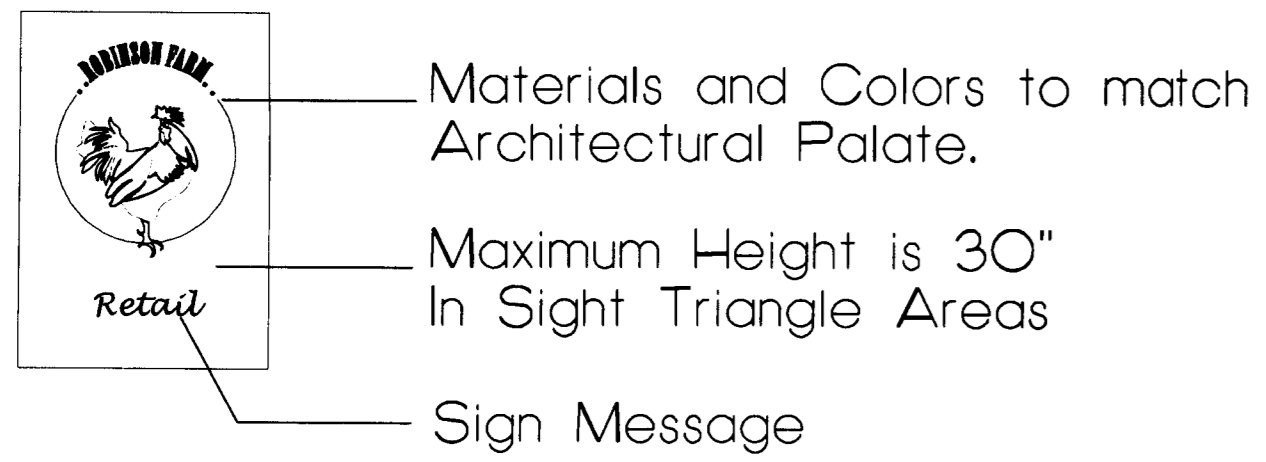 ROBINSON FARM
Materials and Colors to match
Architectural Palate.
Maximum Height is 30"
In Sight Triangle Areas
Retail
Sign Message